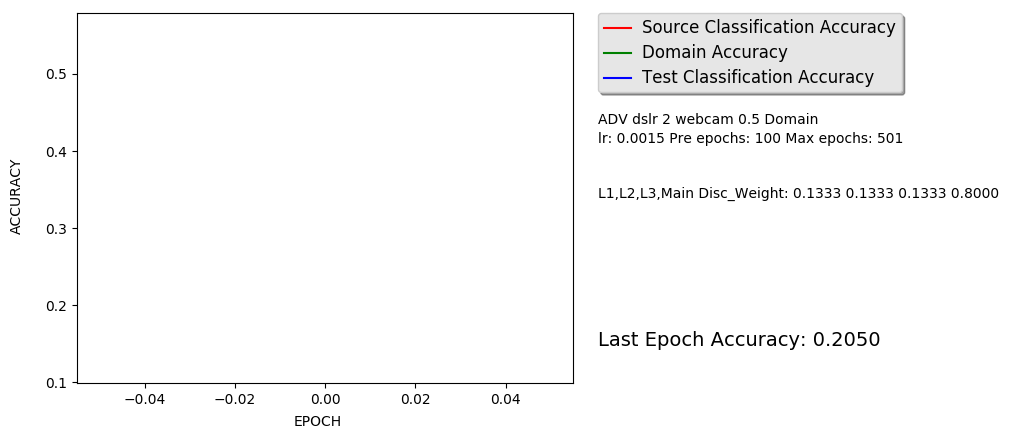 Source Classification Accuracy
Domain Accuracy
Test Classification Accuracy
ADV dslr 2 webcam 0.5 Domain
lr: 0.0015 Pre epochs: 100 Max epochs: 501
L1,L2,L3,Main Disc_Weight: 0.1333 0.1333 0.1333 0.8000
Last Epoch Accuracy: 0.2050
ACCURACY
0.5
0.4
0.3
0.2
0.1
−0.04 −0.02 0.00 0.02 0.04
EPOCH